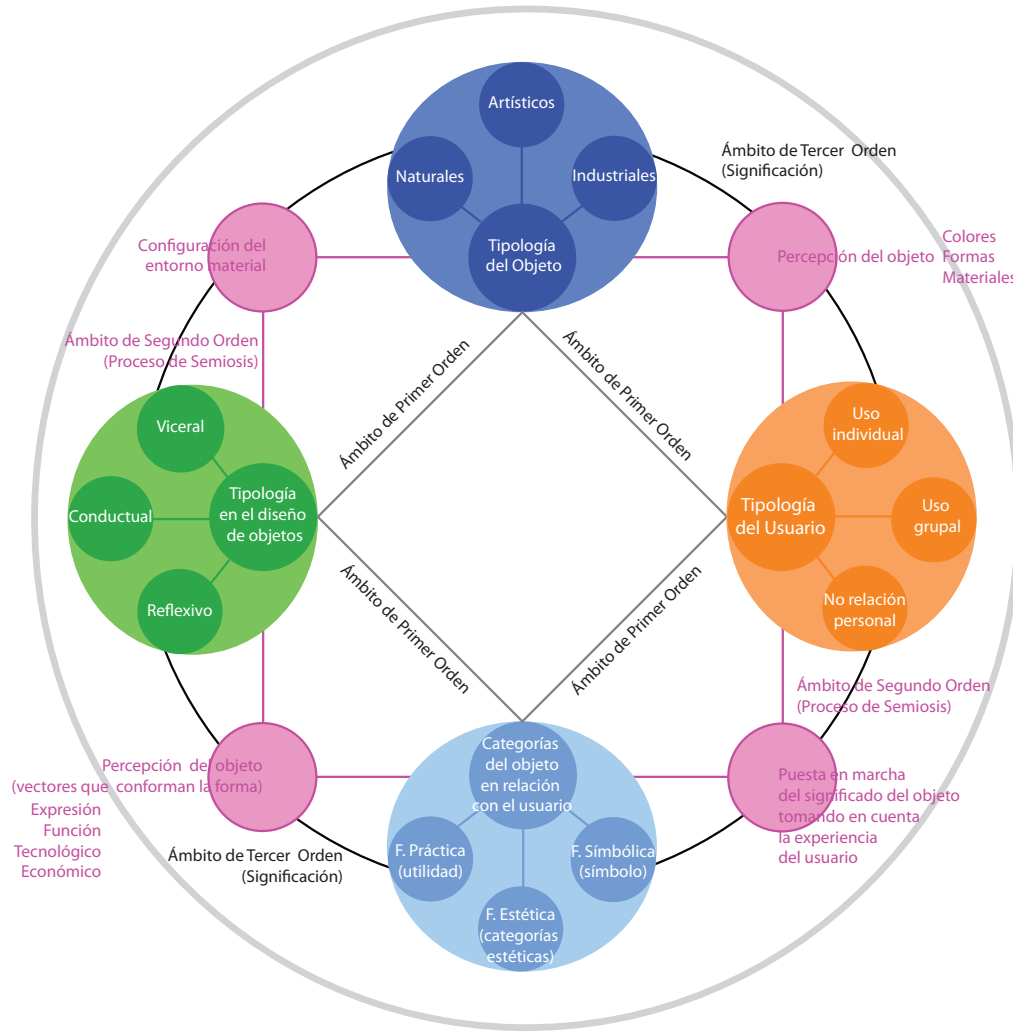 Artísticos
Naturales
Industriales
Tipología
del Objeto
Ámbito de Tercer Orden
(Significación)
Configuración del
entorno material
Percepción del objeto
Colores
Formas
Materiales
Ámbito de Segundo Orden
(Proceso de Semiosis)
Ámbito de Primer Orden
Ámbito de Primer Orden
Viceral
Conductual
Tipología
en el diseño
de objetos
Reflexivo
Uso
individual
Tipología
del Usuario
Uso
grupal
No relación
personal
Ámbito de Primer Orden
Ámbito de Primer Orden
Ámbito de Segundo Orden
(Proceso de Semiosis)
Percepción del objeto
(vectores que conforman la forma)
Expresión
Función
Tecnológico
Económico
Categorías
del objeto
en relación
con el usuario
F. Práctica
(utilidad)
F. Símbólica
(símbolo)
F. Estética
(categorías
estéticas)
Puesta en marcha
del significado del objeto
tomando en cuenta
la experiencia
del usuario
Ámbito de Tercer Orden
(Significación)